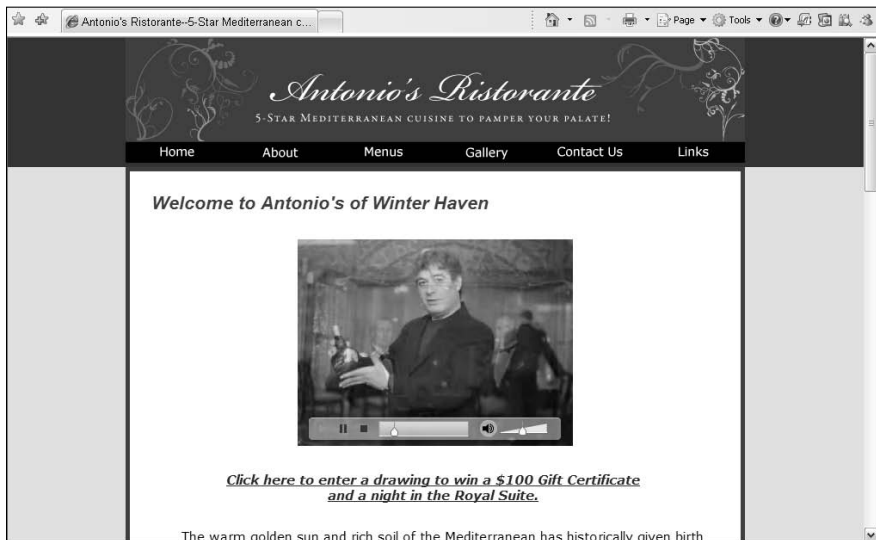 Antonio's Ristorante--5-Star Mediterranean c...
Page
Tools
Antonio's Ristorante
5-Star Mediterranean cuisine to pamper your palate!
Home About Menus Gallery Contact Us Links
Welcome to Antonio's of Winter Haven
Click here to enter a drawing to win a $100 Gift Certificate
and a night in the Royal Suite.
The warm golden sun and rich soil of the Mediterranean has historically given birth